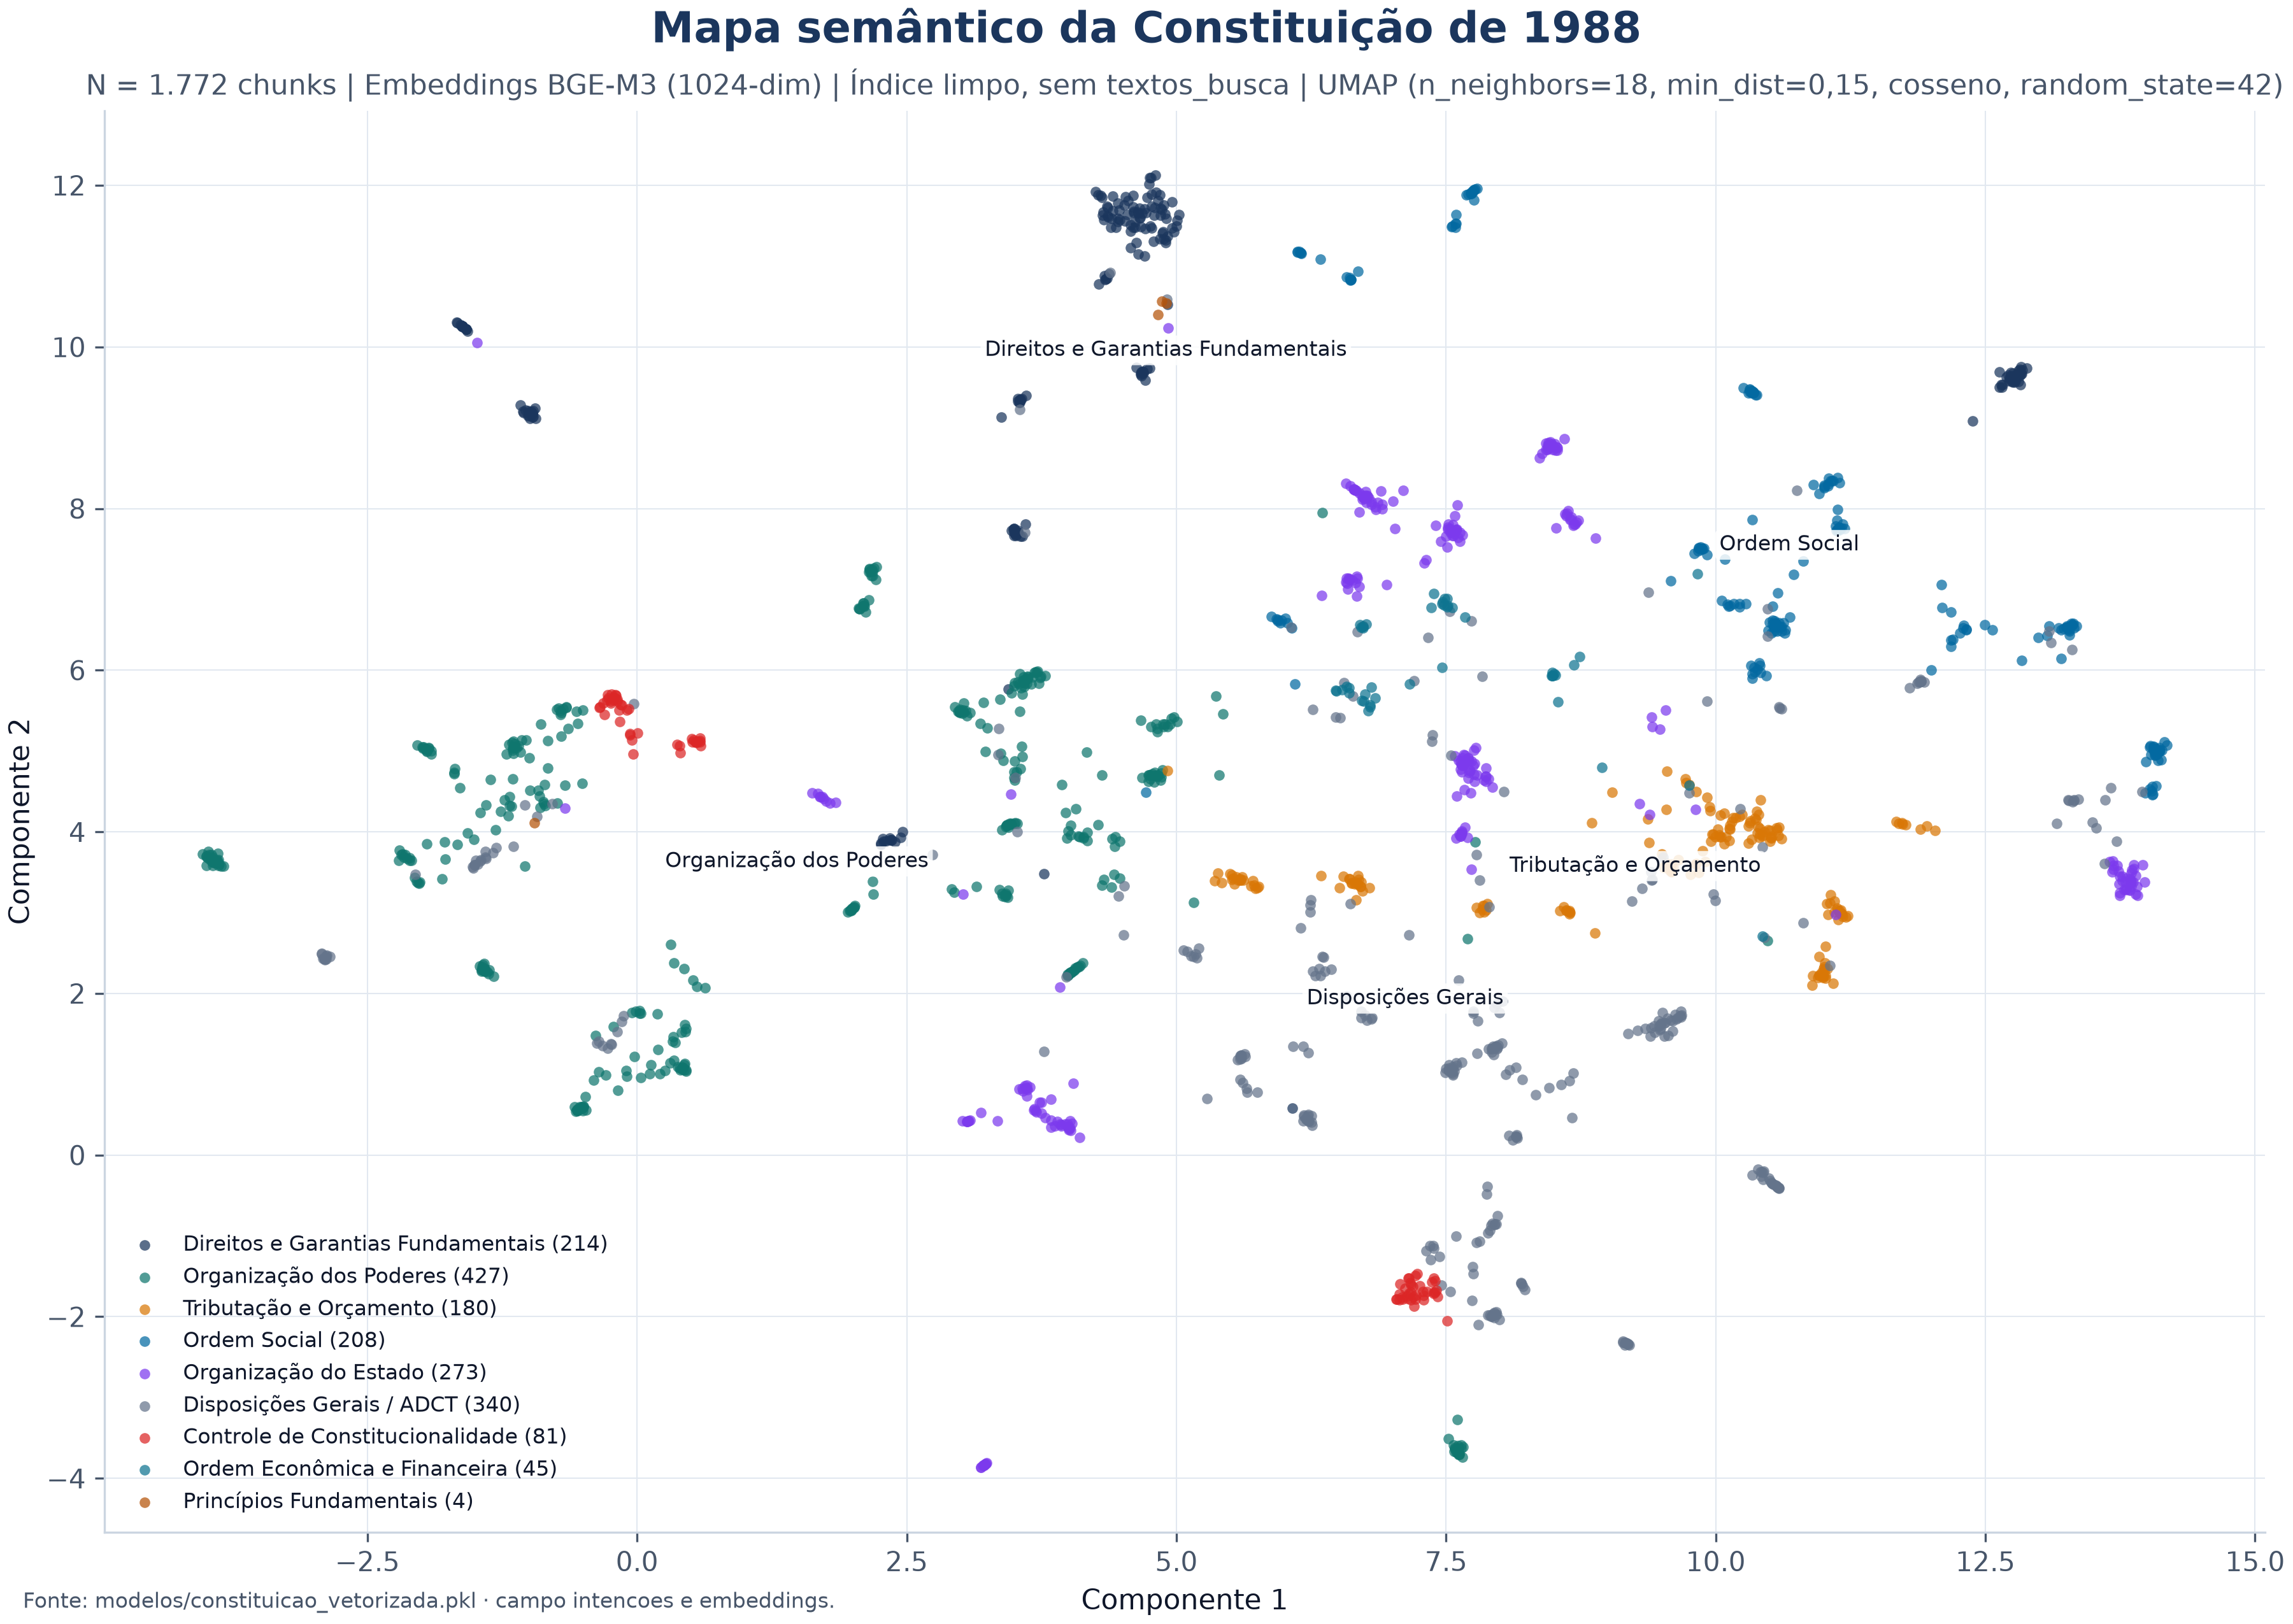 Mapa semântico da Constituição de 1988
N = 1.772 chunks | Embeddings BGE-M3 (1024-dim) | Índice limpo, sem textos_busca | UMAP (n_neighbors=18, min_dist=0,15, cosseno, random_state=42)
12
10
8
6
4
2
0
−2
−4
Componente 2
Direitos e Garantias Fundamentais
Ordem Social
Organização dos Poderes
Tributação e Orçamento
Disposições Gerais
Direitos e Garantias Fundamentais (214)
Organização dos Poderes (427)
Tributação e Orçamento (180)
Ordem Social (208)
Organização do Estado (273)
Disposições Gerais / ADCT (340)
Controle de Constitucionalidade (81)
Ordem Econômica e Financeira (45)
Princípios Fundamentais (4)
−2.5 0.0 2.5 5.0 7.5 10.0 12.5 15.0
Componente 1
Fonte: modelos/constituicao_vetorizada.pkl · campo intencoes e embeddings.